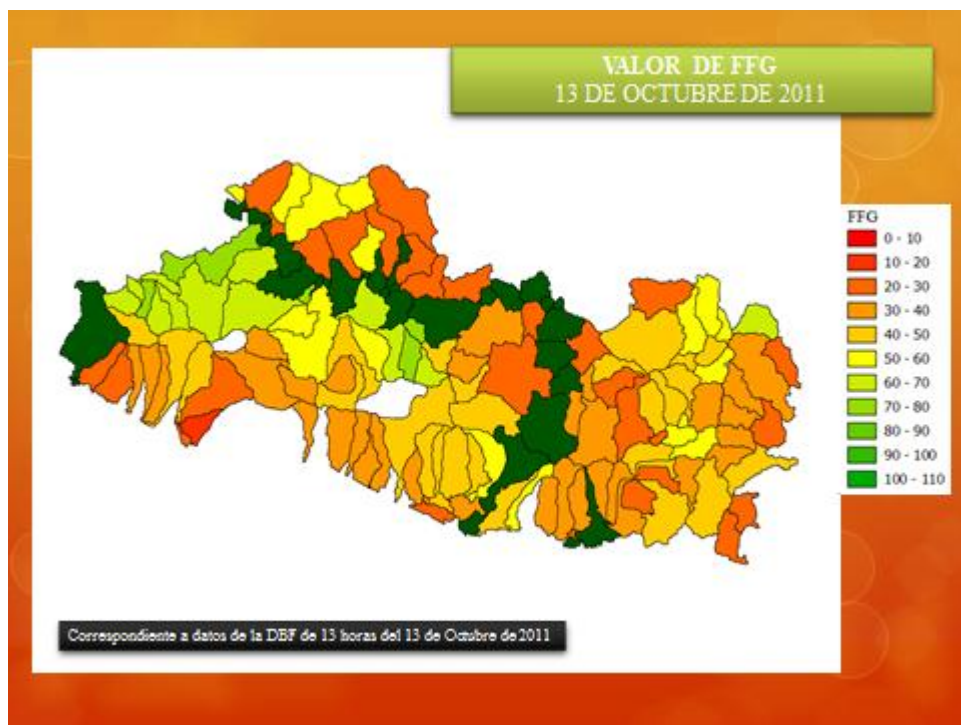 VALOR DE FFG
13 DE OCTUBRE DE 2011
FFG
0 - 10
10 - 20
20 - 30
30 - 40
40 - 50
50 - 60
60 - 70
70 - 80
80 - 90
90 - 100
100 - 110
Correspondiente a datos de la DBF de 13 horas del 13 de Octubre de 2011